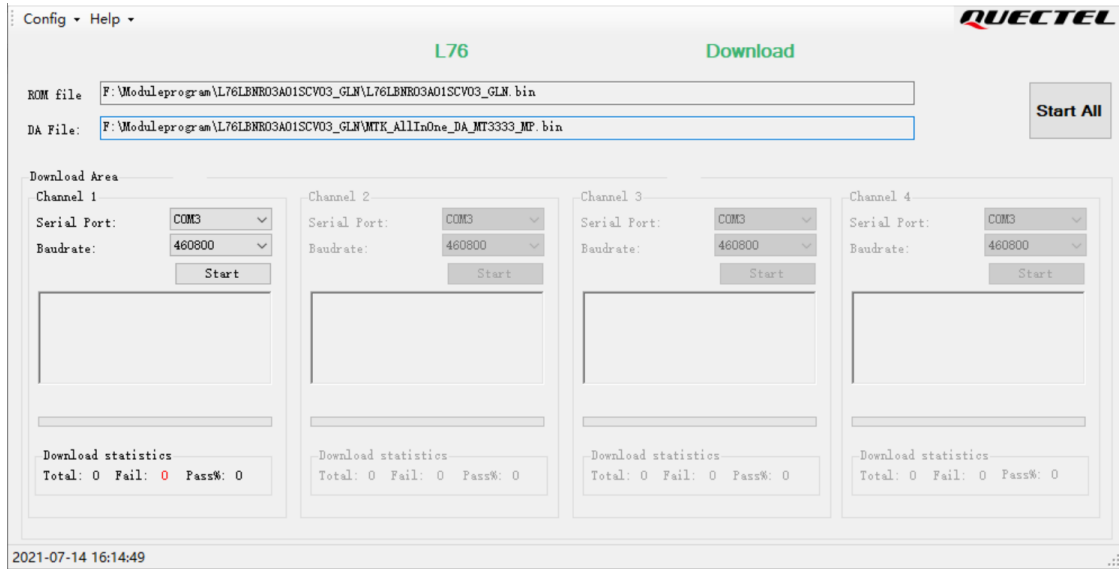 Config Help
QUECTEL
L76 Download
ROM file F:\Moduleprogram\L76LBNR03A01SCV03_GLN\L76LBNR03A01SCV03_GLN.bin
Start All
DA File: F:\Moduleprogram\L76LBNR03A01SCV03_GLN\MTK_AllInOne_DA_MT3333_MP.bin
Download Area
Channel 1
Serial Port: COM3
Baudrate: 460800
Start
Download statistics
Total: 0 Fail: 0 Pass%: 0
Channel 2
Serial Port: COM3
Baudrate: 460800
Start
Download statistics
Total: 0 Fail: 0 Pass%: 0
Channel 3
Serial Port: COM3
Baudrate: 460800
Start
Download statistics
Total: 0 Fail: 0 Pass%: 0
Channel 4
Serial Port: COM3
Baudrate: 460800
Start
Download statistics
Total: 0 Fail: 0 Pass%: 0
2021-07-14 16:14:49